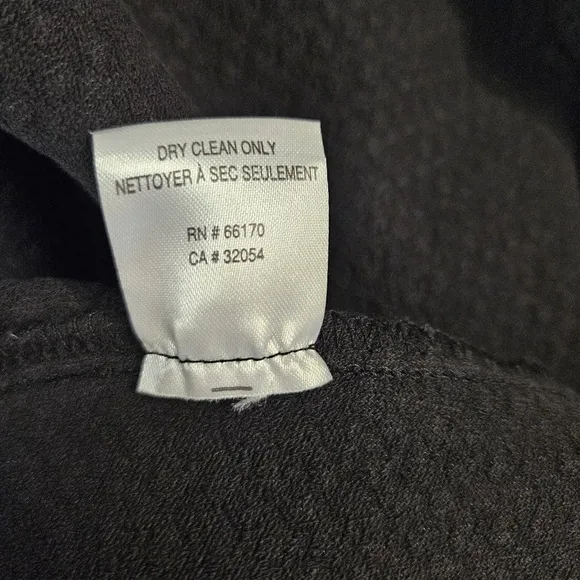 DRY CLEAN ONLY
NETTOYER À SEC SEULEMENT
RN # 66170
CA # 32054